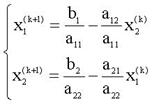 x₁⁽ᵏ⁺¹⁾ = b₁/a₁₁ − a₁₂/a₁₁ x₂⁽ᵏ⁾
x₂⁽ᵏ⁺¹⁾ = b₂/a₂₂ − a₂₁/a₂₂ x₁⁽ᵏ⁾